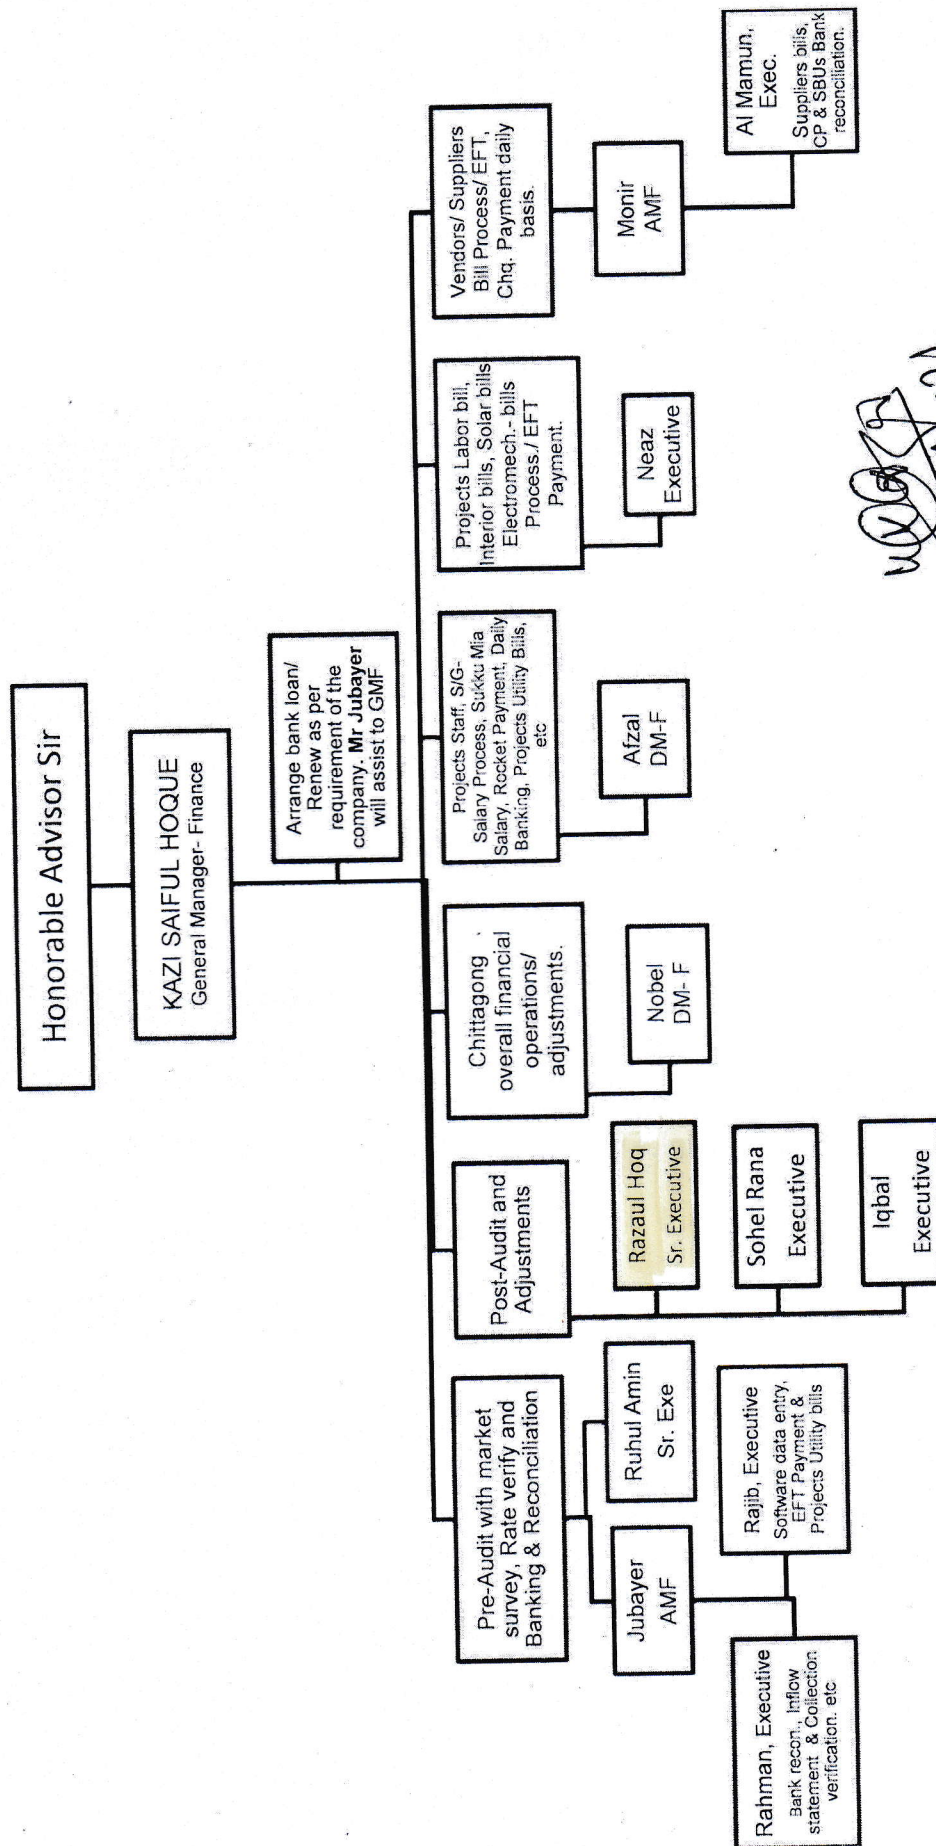 Honorable Advisor Sir
KAZI SAIFUL HOQUE
General Manager- Finance
Arrange bank loan/
Renew as per
requirement of the
company. Mr Jubayer
will assist to GMF
Pre-Audit with market
survey, Rate verify and
Banking & Reconciliation
Jubayer
AMF
Ruhul Amin
Sr. Exe
Rahman, Executive
Bank recon., Inflow
statement & Collection
verification. etc
Rajib, Executive
Software data entry,
EFT Payment &
Projects Utility bills
Post-Audit and
Adjustments
Razaul Hoq
Sr. Executive
Sohel Rana
Executive
Iqbal
Executive
Chittagong
overall financial
operations/
adjustments.
Nobel
DM- F
Projects Staff, S/G-
Salary Process, Sukku Mia
Salary, Rocket Payment, Daily
Banking, Projects Utility Bills,
etc
Afzal
DM-F
Projects Labor bill,
Interior bills, Solar bills
Electromech.- bills
Process./ EFT
Payment.
Neaz
Executive
Vendors/ Suppliers
Bill Process/ EFT,
Chq. Payment daily
basis.
Monir
AMF
Al Mamun,
Exec.
Suppliers bills,
CP & SBUs Bank
reconciliation.